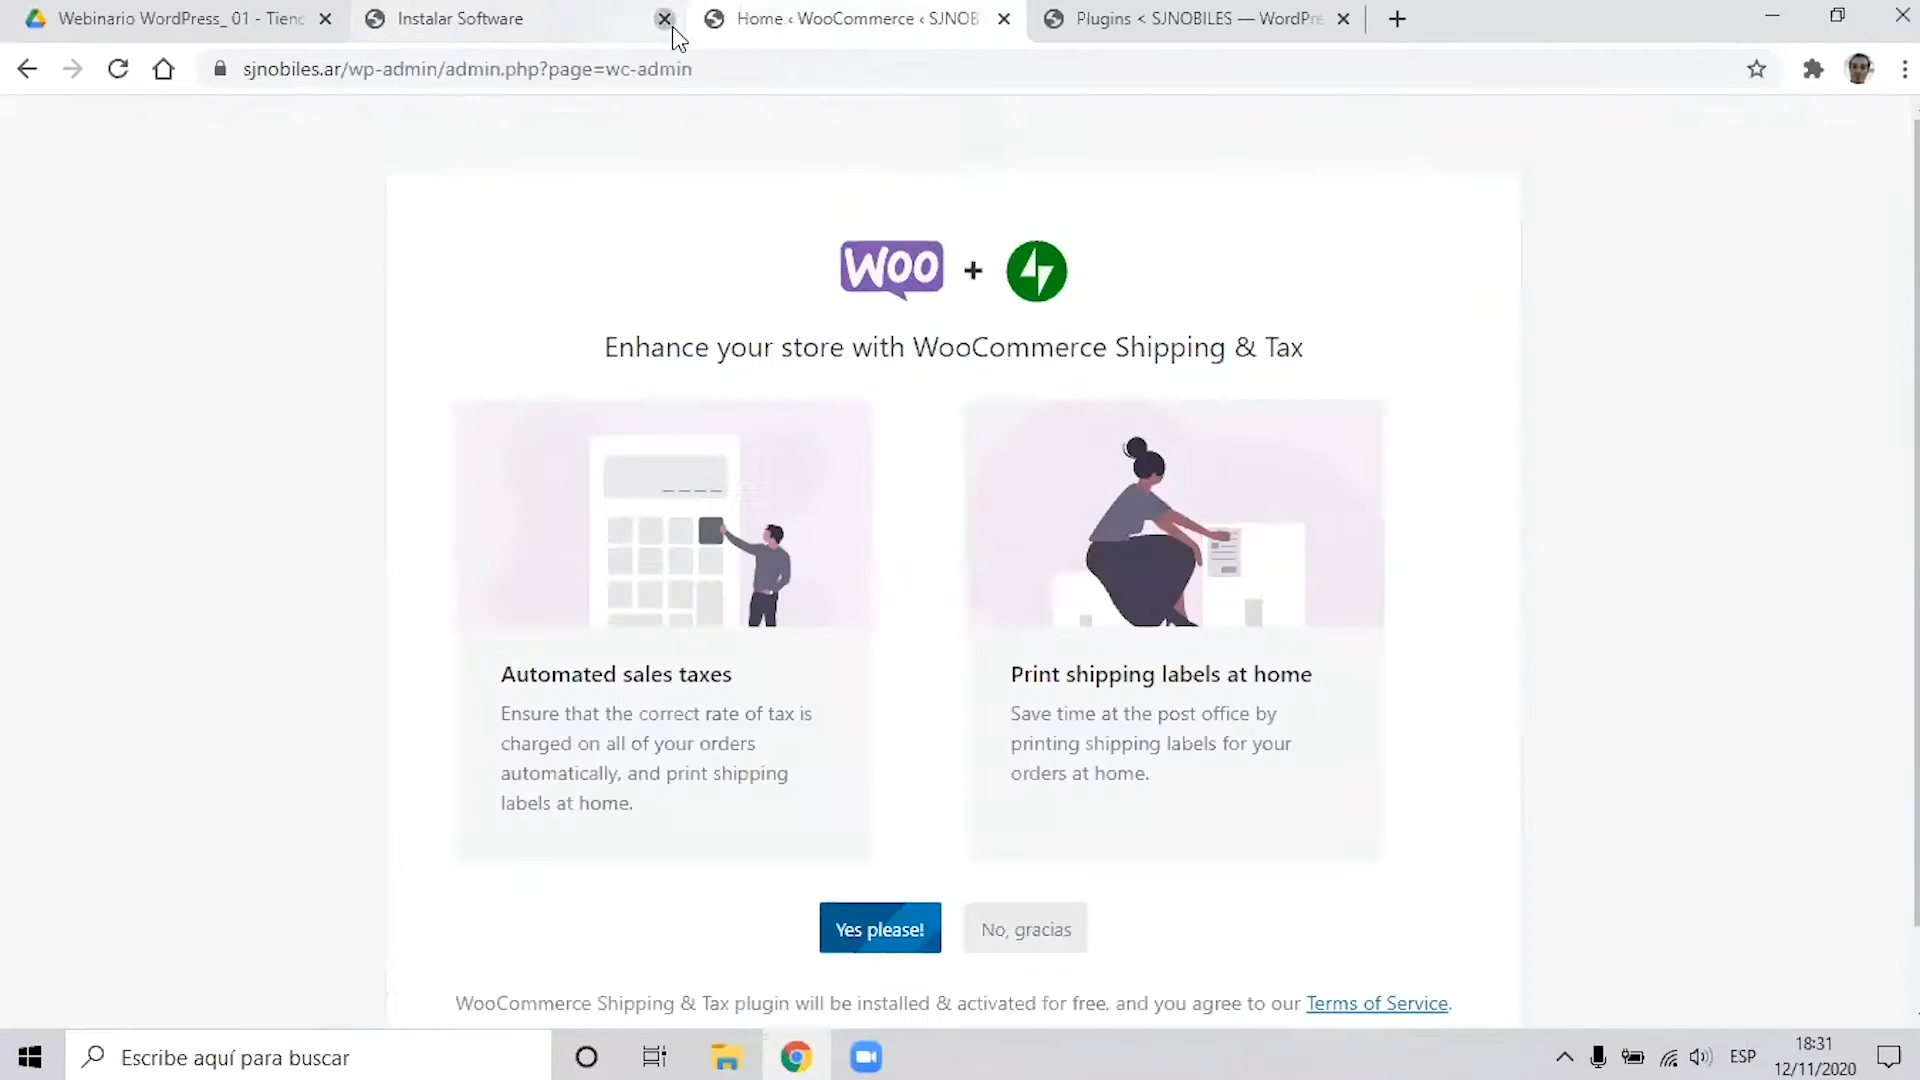 Webinario WordPress_ 01 - Tienc
Instalar Software
Home ‹ WooCommerce ‹ SJNOB
Plugins < SJNOBILES — WordPre
sjnobiles.ar/wp-admin/admin.php?page=wc-admin
WOO +
Enhance your store with WooCommerce Shipping & Tax
Automated sales taxes
Ensure that the correct rate of tax is
charged on all of your orders
automatically, and print shipping
labels at home.
Print shipping labels at home
Save time at the post office by
printing shipping labels for your
orders at home.
Yes please!
No, gracias
WooCommerce Shipping & Tax plugin will be installed & activated for free, and you agree to our Terms of Service.
Escribe aquí para buscar
ESP
18:31
12/11/2020